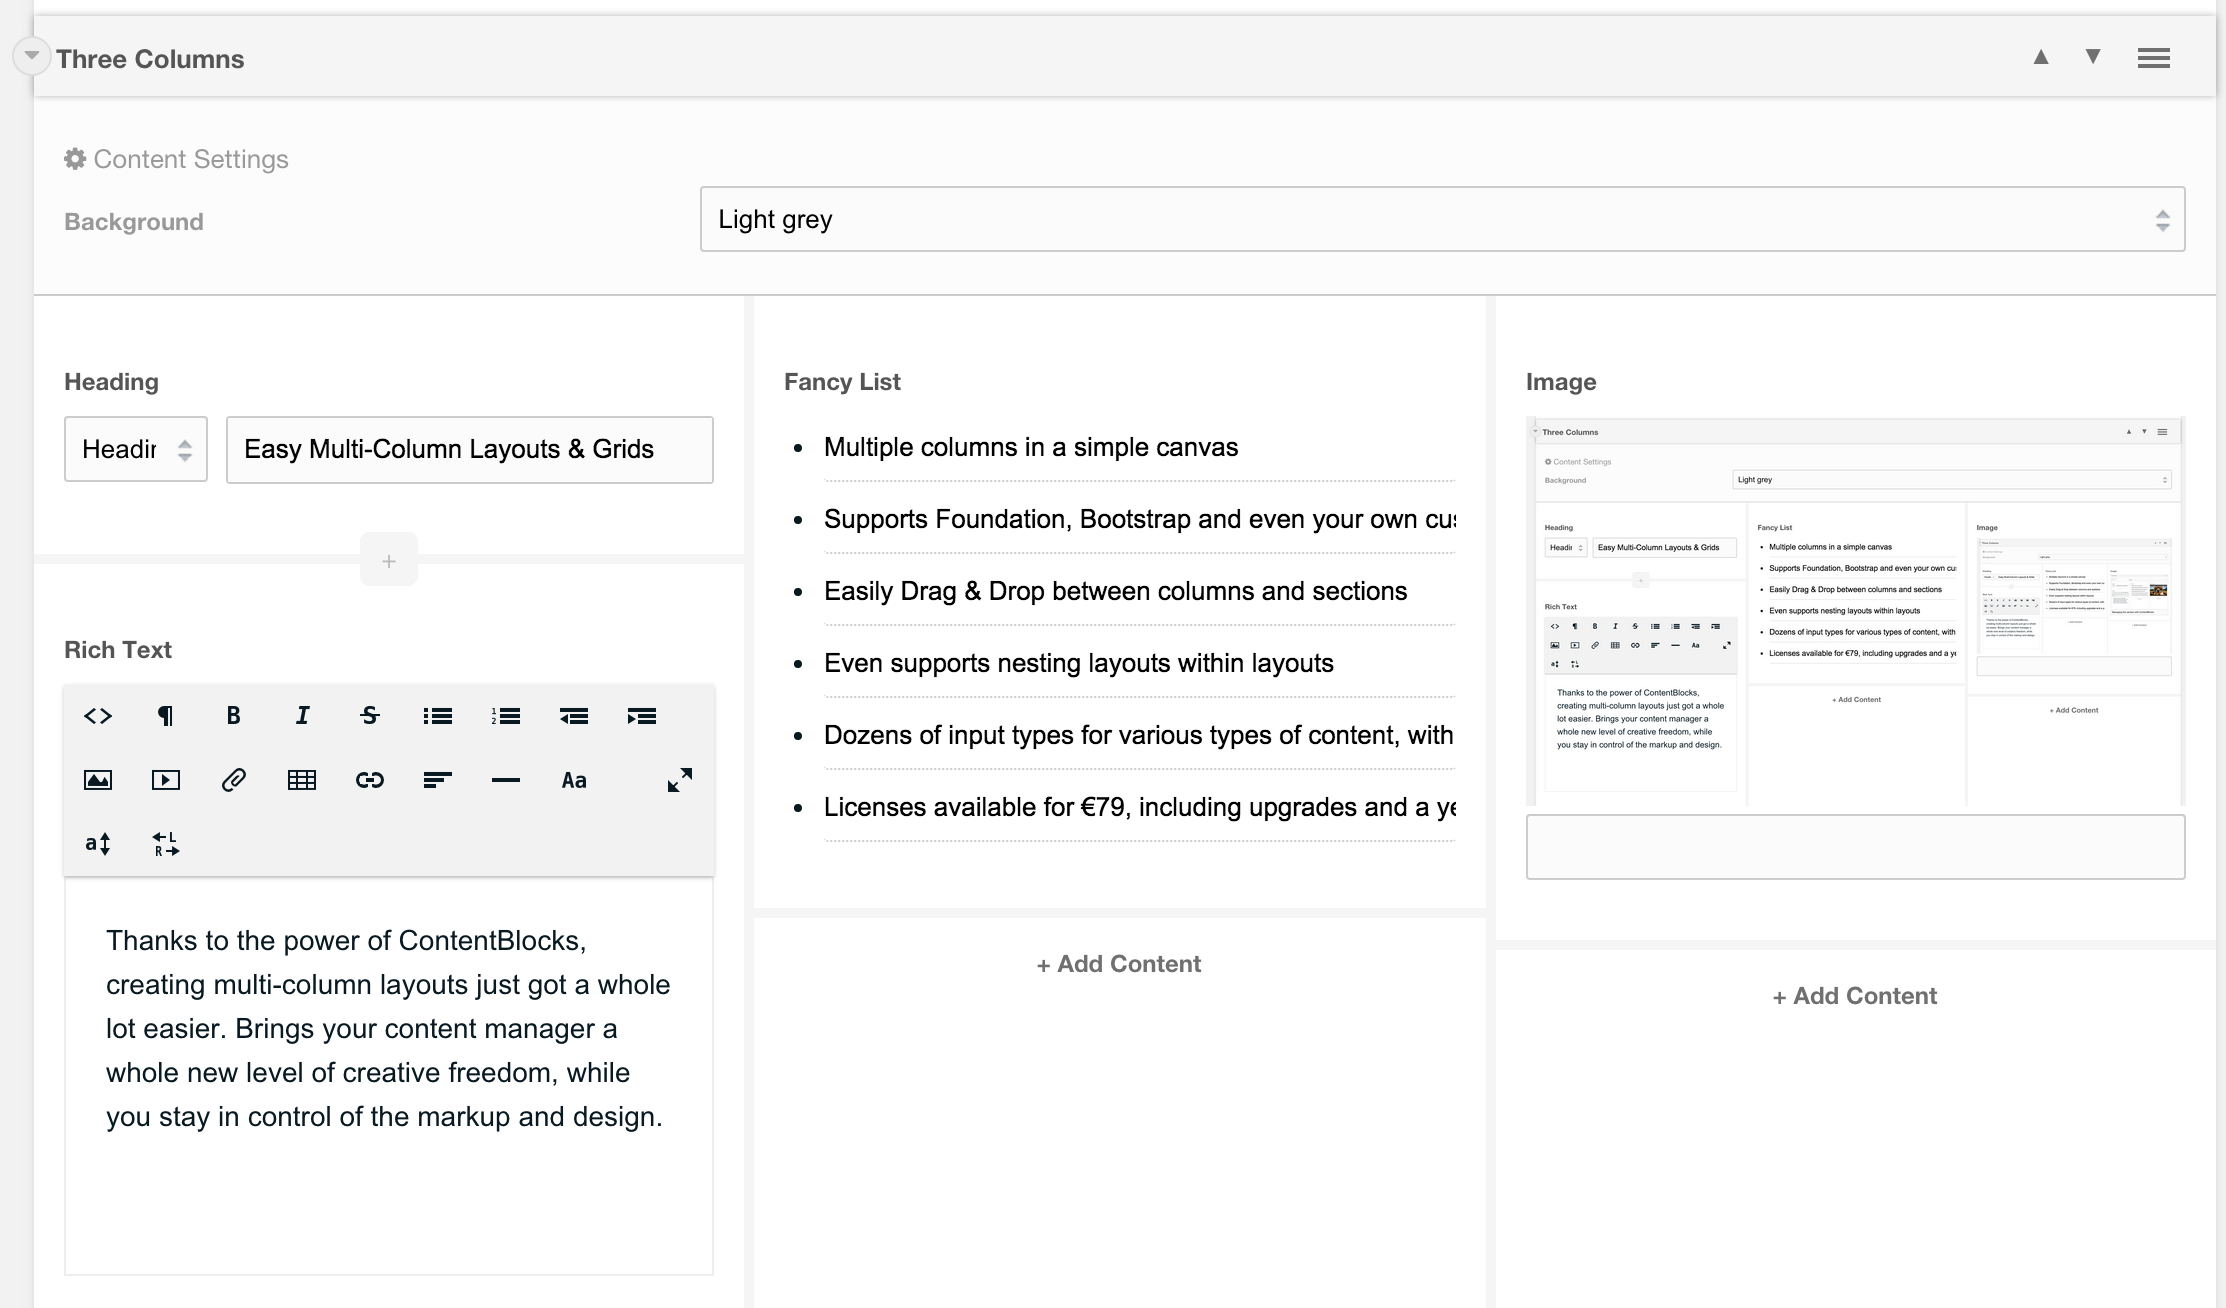 Three Columns
Content Settings
Background
Light grey
Heading
Headir
Easy Multi-Column Layouts & Grids
+
Rich Text
B I S
Aa
a
L
R
Thanks to the power of ContentBlocks,
creating multi-column layouts just got a whole
lot easier. Brings your content manager a
whole new level of creative freedom, while
you stay in control of the markup and design.
Fancy List
Multiple columns in a simple canvas
Supports Foundation, Bootstrap and even your own cus
Easily Drag & Drop between columns and sections
Even supports nesting layouts within layouts
Dozens of input types for various types of content, with
Licenses available for €79, including upgrades and a ye
+ Add Content
Image
Three Columns
Content Settings
Background
Light grey
Heading
Headir
Easy Multi-Column Layouts & Grids
Rich Text
Aa
Thanks to the power of ContentBlocks,
creating multi-column layouts just got a whole
lot easier. Brings your content manager a
whole new level of creative freedom, while
you stay in control of the markup and design.
Fancy List
Multiple columns in a simple canvas
Supports Foundation, Bootstrap and even your own cus
Easily Drag & Drop between columns and sections
Even supports nesting layouts within layouts
Dozens of input types for various types of content, with
Licenses available for €79, including upgrades and a ye
+ Add Content
Image
+ Add Content
+ Add Content